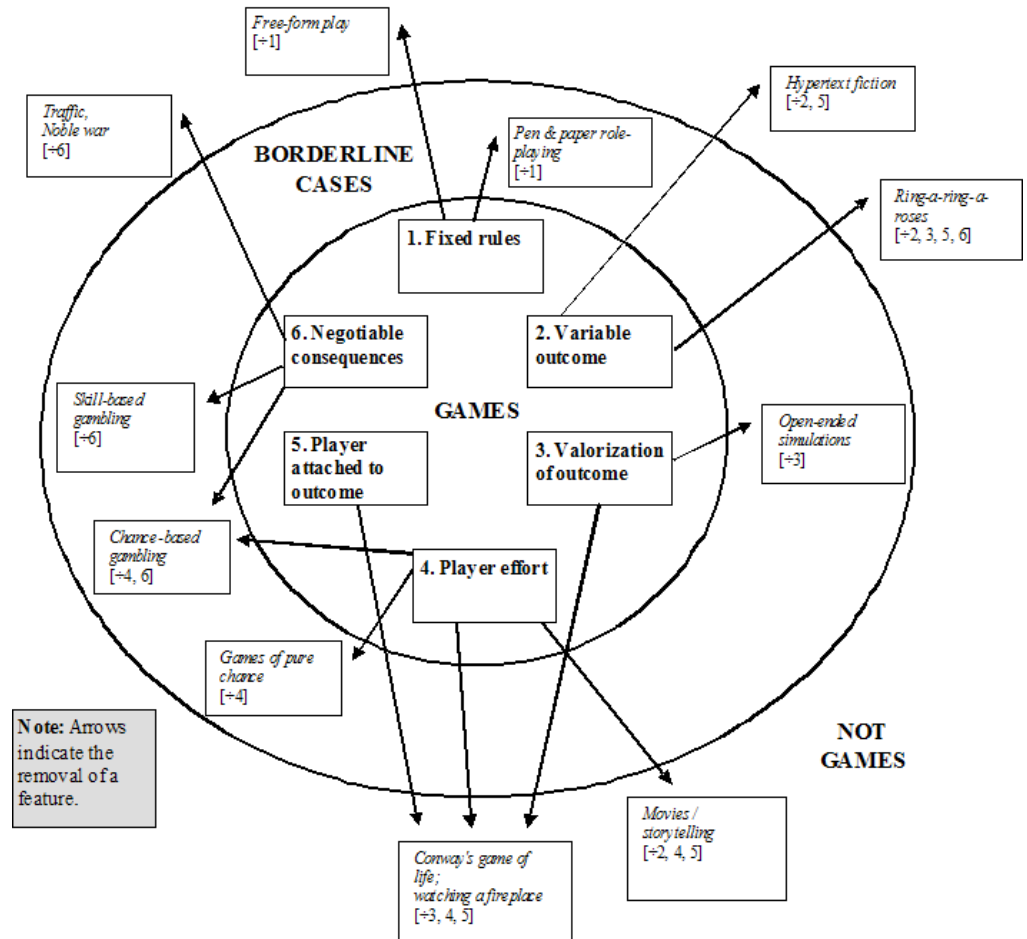 Free-form play
[÷1]
Hypertext fiction
[÷2, 5]
Traffic,
Noble war
[÷6]
Pen & paper role-
playing
[÷1]
BORDERLINE
CASES
Ring-a-ring-a-
roses
[÷2, 3, 5, 6]
1. Fixed rules
6. Negotiable
consequences
2. Variable
outcome
Skill-based
gambling
[÷6]
GAMES
5. Player
attached to
outcome
3. Valorization
of outcome
Open-ended
simulations
[÷3]
Chance-based
gambling
[÷4, 6]
4. Player effort
Games of pure
chance
[÷4]
Note: Arrows
indicate the
removal of a
feature.
NOT
GAMES
Movies /
storytelling
[÷2, 4, 5]
Conway's game of
life;
watching a fireplace
[÷3, 4, 5]